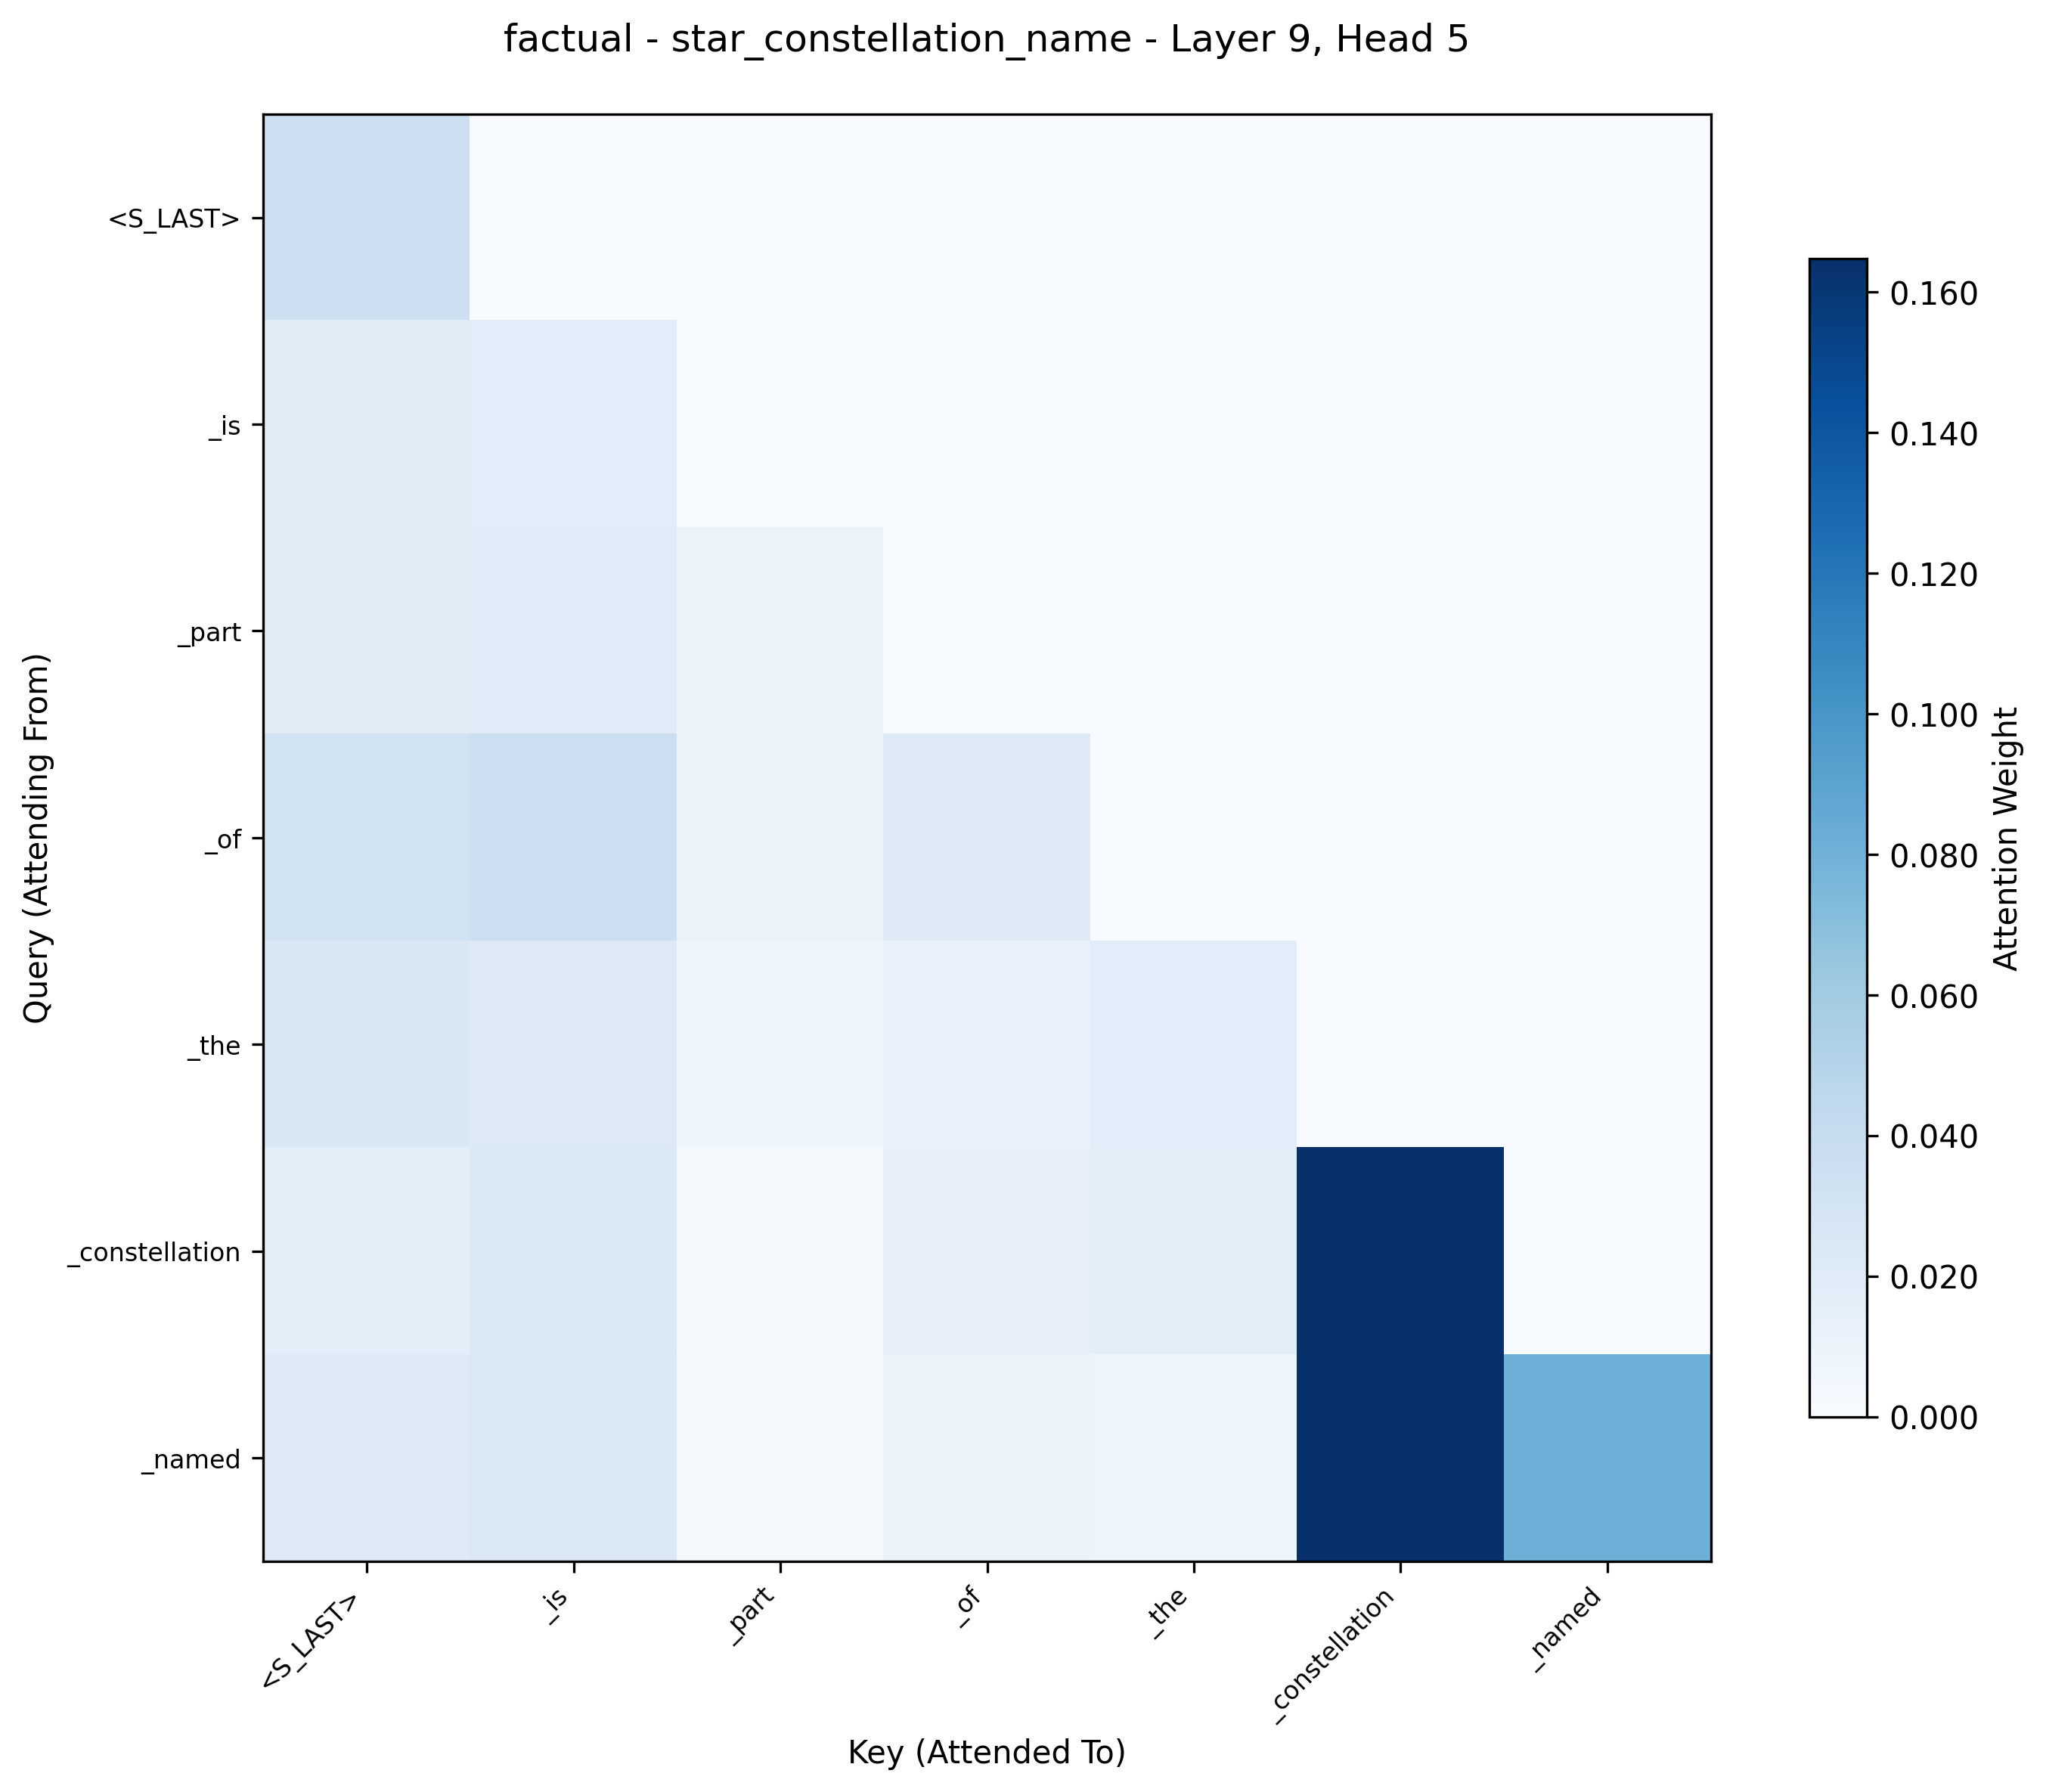 factual - star_constellation_name - Layer 9, Head 5
Query (Attending From)
<S_LAST>
_is
_part
_of
_the
_constellation
_named
<S_LAST>
_is
_part
_of
_the
_constellation
_named
Key (Attended To)
0.160
0.140
0.120
0.100
0.080
0.060
0.040
0.020
0.000
Attention Weight